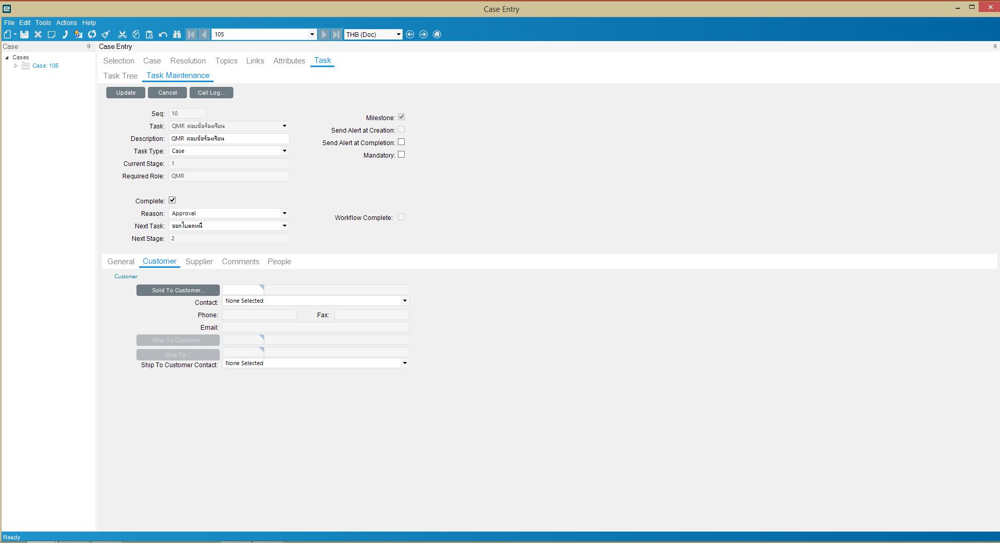 Case Entry
File Edit Tools Actions Help
105
THB (Doc)
Case
Case Entry
Cases
Case: 105
Selection Case Resolution Topics Links Attributes Task
Task Tree Task Maintenance
Update Cancel Call Log...
Seq: 10
Milestone:
Task: QMR ตอบข้อร้องเรียน
Send Alert at Creation:
Description: QMR ตอบข้อร้องเรียน
Send Alert at Completion:
Task Type: Case
Mandatory:
Current Stage: 1
Required Role: QMR
Complete:
Reason: Approval
Workflow Complete:
Next Task: ออกใบลดหนี้
Next Stage: 2
General Customer Supplier Comments People
Customer
Sold To Customer...
Contact: None Selected
Phone: Fax:
Email:
Ship To Customer...
Ship To ...
Ship To Customer Contact: None Selected
Ready